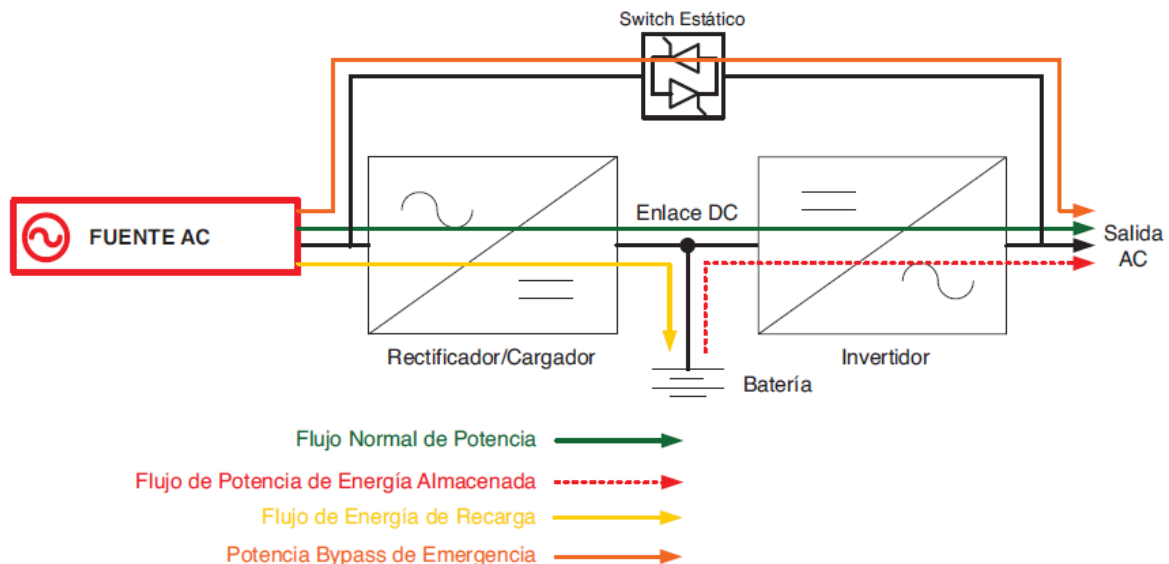 Switch Estático
FUENTE AC
Enlace DC
Salida
AC
Rectificador/Cargador
Invertidor
Batería
Flujo Normal de Potencia
Flujo de Potencia de Energía Almacenada
Flujo de Energía de Recarga
Potencia Bypass de Emergencia